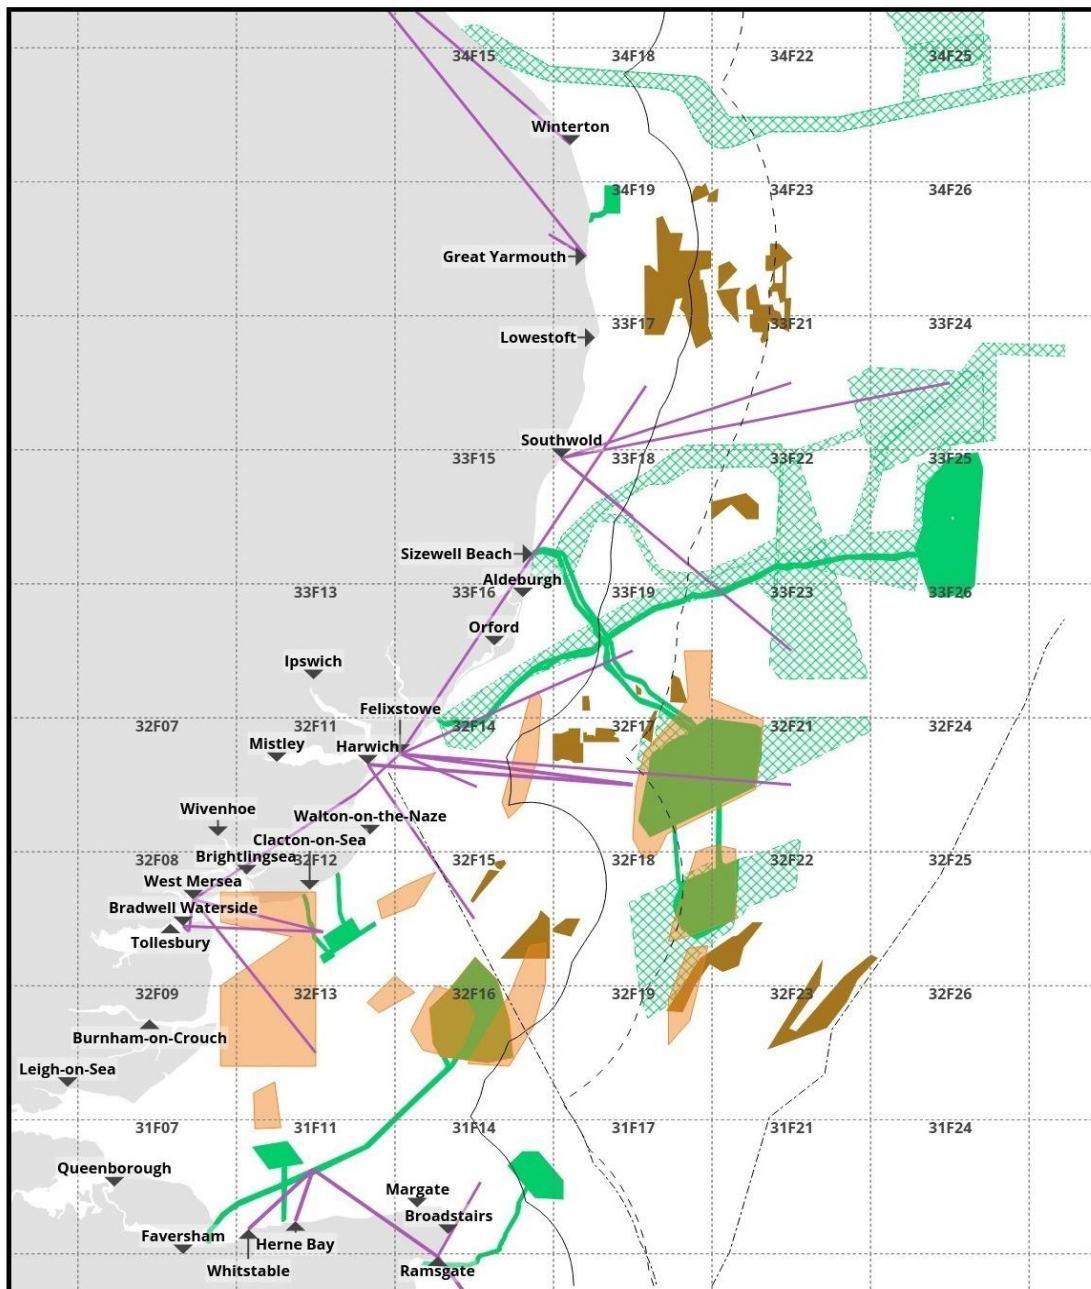 34F15 34F18 34F22 34F25
Winterton
34F19 34F23 34F26
Great Yarmouth
33F17 33F21 33F24
Lowestoft
Southwold
33F15 33F18 33F22 33F25
Sizewell Beach
Aldeburgh
33F13 33F16 33F19 33F23 33F26
Orford
Ipswich
Felixstowe
32F07 32F11 32F14 32F17 32F21 32F24
Mistley
Harwich
Wivenhoe
Walton-on-the-Naze
Clacton-on-Sea
32F08 32F12 32F15 32F18 32F22 32F25
Brightlingsea
West Mersea
Bradwell Waterside
Tollesbury
32F09 32F13 32F16 32F19 32F23 32F26
Burnham-on-Crouch
Leigh-on-Sea
31F07 31F11 31F14 31F17 31F21 31F24
Queenborough
Margate
Broadstairs
Faversham
Herne Bay
Whitstable
Ramsgate